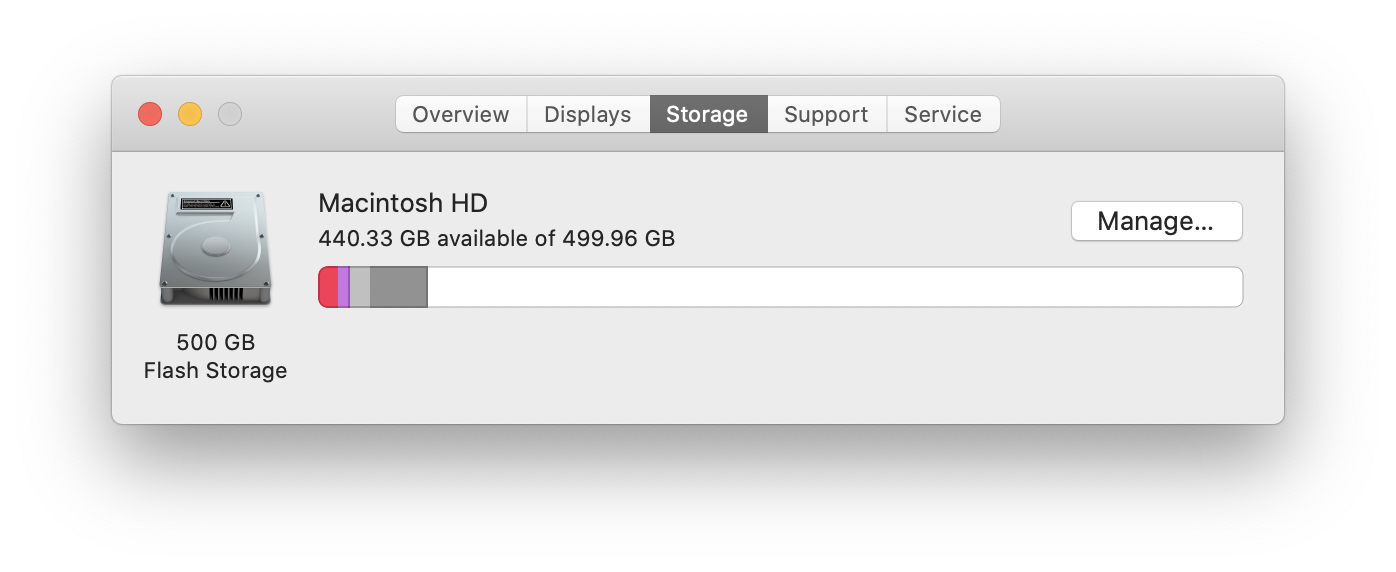 Overview Displays Storage Support Service
Macintosh HD
440.33 GB available of 499.96 GB
Manage...
500 GB
Flash Storage